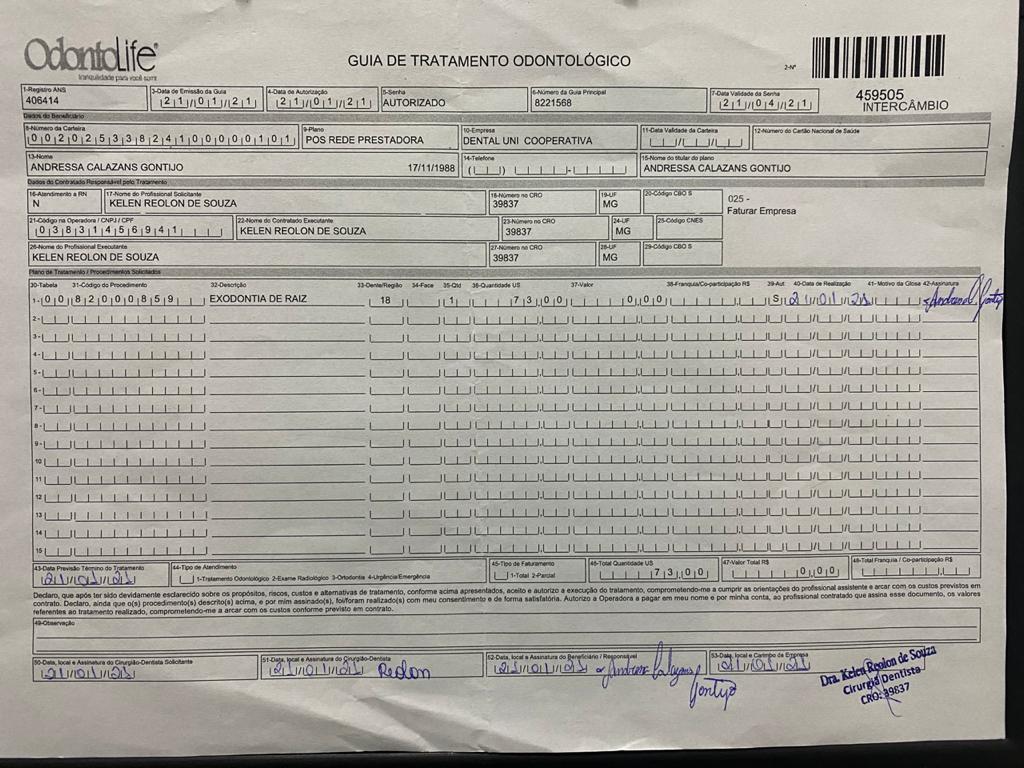 OdontoLife®
tranquilidade para você sorrir
GUIA DE TRATAMENTO ODONTOLÓGICO
2-Nº
459505
INTERCÂMBIO
1-Registro ANS
406414
3-Data de Emissão da Guia
21/01/21
4-Data de Autorização
21/01/21
5-Senha
AUTORIZADO
6-Número da Guia Principal
8221568
7-Data Validade da Senha
21/04/21
Dados do Beneficiário
8-Número da Carteira
00202533824100000101
9-Plano
POS REDE PRESTADORA
10-Empresa
DENTAL UNI COOPERATIVA
11-Data Validade da Carteira
12-Número do Cartão Nacional de Saúde
13-Nome
ANDRESSA CALAZANS GONTIJO 17/11/1988
14-Telefone
15-Nome do titular do plano
ANDRESSA CALAZANS GONTIJO
Dados do Contratado Responsável pelo Tratamento
16-Atendimento a RN
N
17-Nome do Profissional Solicitante
KELEN REOLON DE SOUZA
18-Número no CRO
39837
19-UF
MG
20-Código CBO S
025 -
Faturar Empresa
21-Código na Operadora / CNPJ / CPF
03831456941
22-Nome do Contratado Executante
KELEN REOLON DE SOUZA
23-Número no CRO
39837
24-UF
MG
25-Código CNES
26-Nome do Profissional Executante
KELEN REOLON DE SOUZA
27-Número no CRO
39837
28-UF
MG
29-Código CBO S
Plano de Tratamento / Procedimentos Solicitados
30-Tabela 31-Código do Procedimento 32-Descrição 33-Dente/Região 34-Face 35-Qtd 36-Quantidade US 37-Valor 38-Franquia/Co-participação R$ 39-Aut 40-Data de Realização 41- Motivo da Glosa 42-Assinatura
1- 00 82000859 EXODONTIA DE RAIZ 18 1 73,00 0,00 S 21/01/21
2-
3-
4-
5-
6-
7-
8-
9-
10
11
12
13
14
15
43-Data Previsão Término do Tratamento
21/01/21
44-Tipo de Atendimento
1-Tratamento Odontológico 2-Exame Radiológico 3-Ortodontia 4-Urgência/Emergência
45-Tipo de Faturamento
1-Total 2-Parcial
46-Total Quantidade US
73,00
47-Valor Total R$
0,00
48-Total Franquia / Co-participação R$
Declaro, que após ter sido devidamente esclarecido sobre os propósitos, riscos, custos e alternativas de tratamento, conforme acima apresentados, aceito e autorizo a execução do tratamento, comprometendo-me a cumprir as orientações do profissional assistente e arcar com os custos previstos em
contrato. Declaro, ainda que o(s) procedimento(s) descrito(s) acima, e por mim assinado(s), foi/foram realizado(s) com meu consentimento e de forma satisfatória. Autorizo a Operadora a pagar em meu nome e por minha conta, ao profissional contratado que assina esse documento, os valores
referentes ao tratamento realizado, comprometendo-me a arcar com os custos conforme previsto em contrato.
49-Observação
50-Data, local e Assinatura do Cirurgião-Dentista Solicitante
21/01/21
51-Data, local e Assinatura do Cirurgião-Dentista
21/01/21 Reolon
52-Data, local e Assinatura do Beneficiário / Responsável
21/01/21
53-Data, local e Carimbo da Empresa
21/01/21
Dra. Kelen Reolon de Souza
Cirurgiã Dentista
CRO: 39837